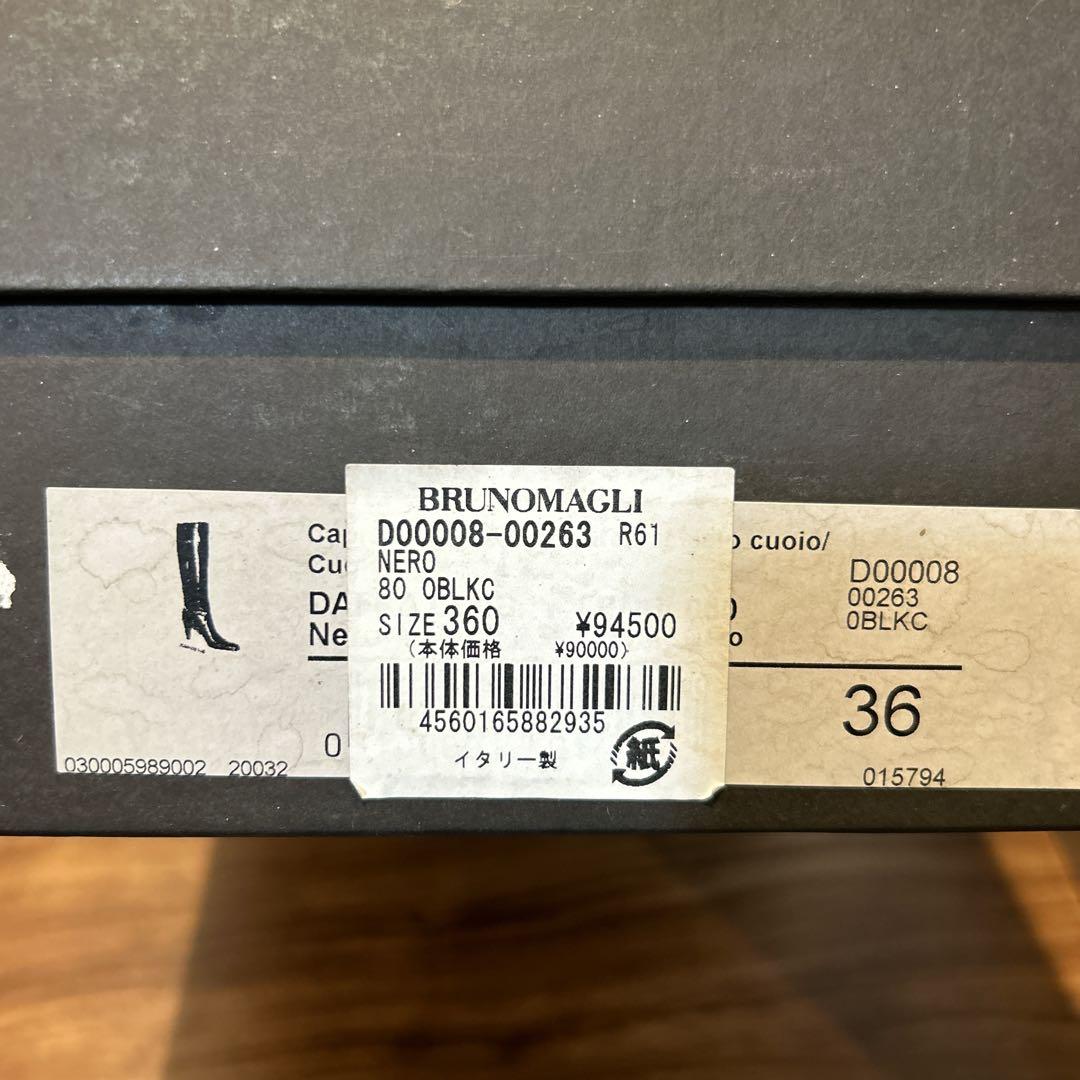 BRUNOMAGLI
D00008-00263 R61
NERO
80 0BLKC
SIZE 360 ¥94500
(本体価格 ¥90000)
4560165882935
イタリー製
紙
Cap
Cu
DA
Ne
0
030005989002 20032
o cuoio/
D00008
00263
0BLKC
o
36
015794